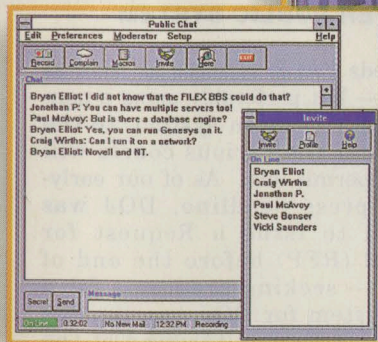 Public Chat
Edit Preferences Moderator Setup Help
Record Complain Macros Invite Here EXIT
Chat
Bryan Elliot: I did not know that the FILEX BBS could do that?
Jonathan P: You can have multiple servers too!
Paul McAvoy: But is there a database engine?
Bryan Elliot: Yes, you can run Genesys on it.
Craig Wirths: Can I run it on a network?
Bryan Elliot: Novell and NT.
Secret Send Message
On Line 0:32:02 No New Mail 12:32 PM Recording
Invite
Invite Profile Help
On Line
Bryan Elliot
Craig Wirths
Jonathan P.
Paul McAvoy
Steve Bonser
Vicki Saunders